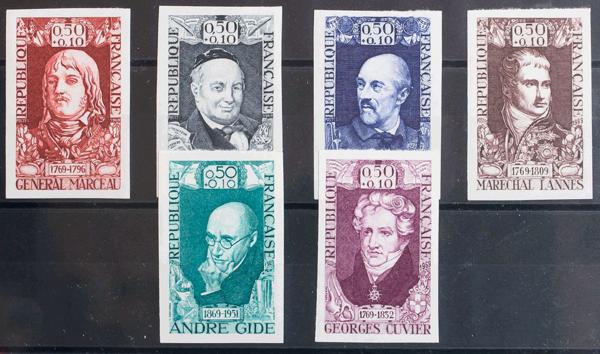 0,50
+0,10
REPUBLIQUE
FRANÇAISE
1769-1796
GENERAL MARCEAU
0,50
+0,10
REPUBLIQUE
FRANÇAISE
0,50
+0,10
REPUBLIQUE
FRANÇAISE
0,50
+0,10
REPUBLIQUE
FRANÇAISE
1769-1809
MARECHAL LANNES
0,50
+0,10
REPUBLIQUE
FRANÇAISE
1869-1951
ANDRE GIDE
0,50
+0,10
REPUBLIQUE
FRANÇAISE
1769-1832
GEORGES CUVIER